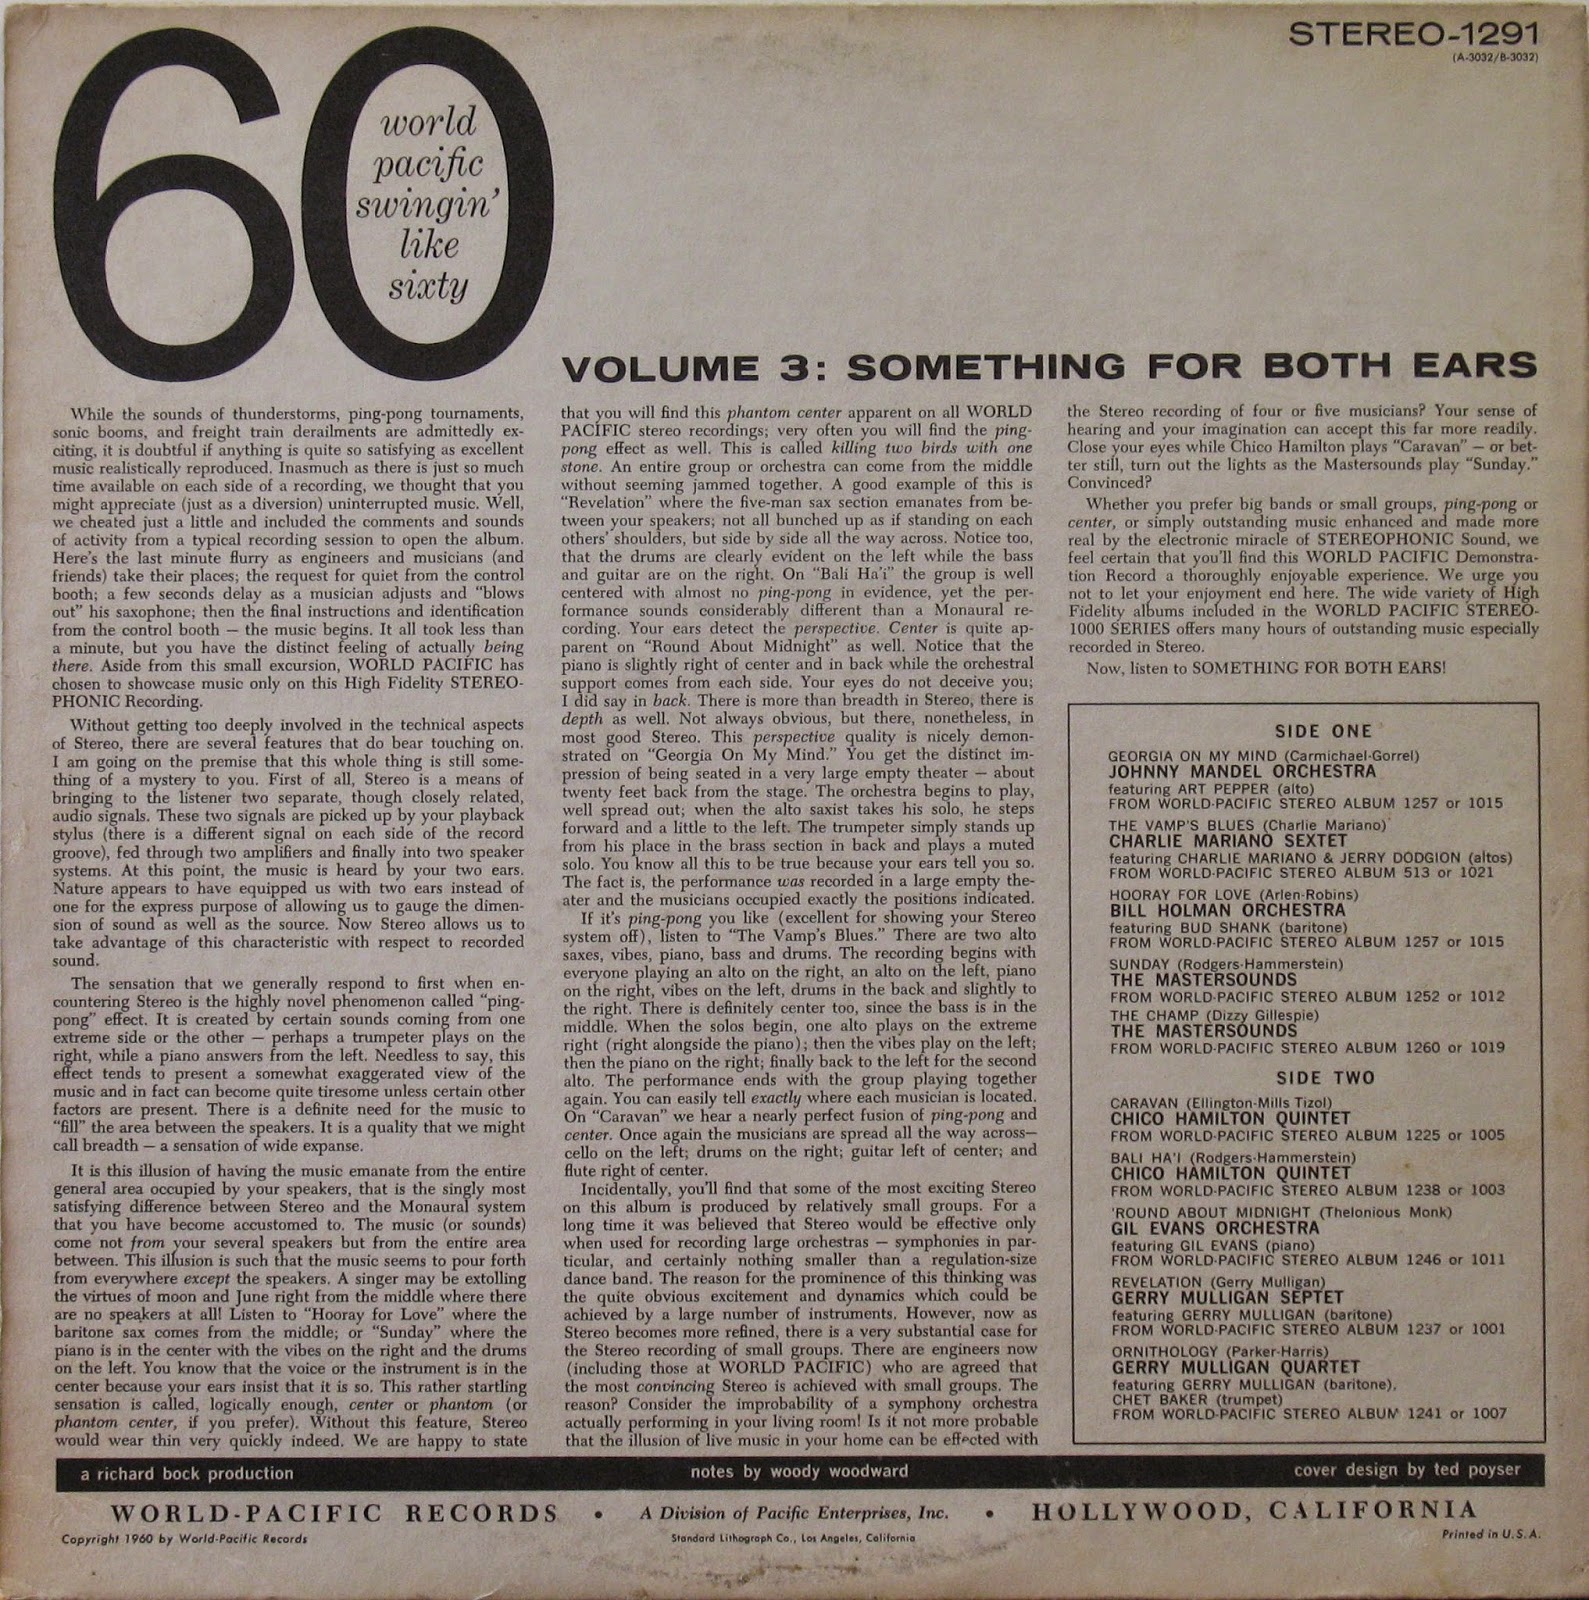 STEREO-1291
(A-3032/B-3032)
60
world
pacific
swingin'
like
sixty
VOLUME 3: SOMETHING FOR BOTH EARS
While the sounds of thunderstorms, ping-pong tournaments,
sonic booms, and freight train derailments are admittedly ex-
citing, it is doubtful if anything is quite so satisfying as excellent
music realistically reproduced. Inasmuch as there is just so much
time available on each side of a recording, we thought that you
might appreciate (just as a diversion) uninterrupted music. Well,
we cheated just a little and included the comments and sounds
of activity from a typical recording session to open the album.
Here's the last minute flurry as engineers and musicians (and
friends) take their places; the request for quiet from the control
booth; a few seconds delay as a musician adjusts and "blows
out" his saxophone; then the final instructions and identification
from the control booth — the music begins. It all took less than
a minute, but you have the distinct feeling of actually being
there. Aside from this small excursion, WORLD PACIFIC has
chosen to showcase music only on this High Fidelity STEREO-
PHONIC Recording.
Without getting too deeply involved in the technical aspects
of Stereo, there are several features that do bear touching on.
I am going on the premise that this whole thing is still some-
thing of a mystery to you. First of all, Stereo is a means of
bringing to the listener two separate, though closely related,
audio signals. These two signals are picked up by your playback
stylus (there is a different signal on each side of the record
groove), fed through two amplifiers and finally into two speaker
systems. At this point, the music is heard by your two ears.
Nature appears to have equipped us with two ears instead of
one for the express purpose of allowing us to gauge the dimen-
sion of sound as well as the source. Now Stereo allows us to
take advantage of this characteristic with respect to recorded
sound.
The sensation that we generally respond to first when en-
countering Stereo is the highly novel phenomenon called "ping-
pong" effect. It is created by certain sounds coming from one
extreme side or the other — perhaps a trumpeter plays on the
right, while a piano answers from the left. Needless to say, this
effect tends to present a somewhat exaggerated view of the
music and in fact can become quite tiresome unless certain other
factors are present. There is a definite need for the music to
"fill" the area between the speakers. It is a quality that we might
call breadth — a sensation of wide expanse.
It is this illusion of having the music emanate from the entire
general area occupied by your speakers, that is the singly most
satisfying difference between Stereo and the Monaural system
that you have become accustomed to. The music (or sounds)
come not from your several speakers but from the entire area
between. This illusion is such that the music seems to pour forth
from everywhere except the speakers. A singer may be extolling
the virtues of moon and June right from the middle where there
are no speakers at all! Listen to "Hooray for Love" where the
baritone sax comes from the middle; or "Sunday" where the
piano is in the center with the vibes on the right and the drums
on the left. You know that the voice or the instrument is in the
center because your ears insist that it is so. This rather startling
sensation is called, logically enough, center or phantom (or
phantom center, if you prefer). Without this feature, Stereo
would wear thin very quickly indeed. We are happy to state
that you will find this phantom center apparent on all WORLD
PACIFIC stereo recordings; very often you will find the ping-
pong effect as well. This is called killing two birds with one
stone. An entire group or orchestra can come from the middle
without seeming jammed together. A good example of this is
"Revelation" where the five-man sax section emanates from be-
tween your speakers; not all bunched up as if standing on each
others' shoulders, but side by side all the way across. Notice too,
that the drums are clearly evident on the left while the bass
and guitar are on the right. On "Bali Ha'i" the group is well
centered with almost no ping-pong in evidence, yet the per-
formance sounds considerably different than a Monaural re-
cording. Your ears detect the perspective. Center is quite ap-
parent on "Round About Midnight" as well. Notice that the
piano is slightly right of center and in back while the orchestral
support comes from each side. Your eyes do not deceive you;
I did say in back. There is more than breadth in Stereo, there is
depth as well. Not always obvious, but there, nonetheless, in
most good Stereo. This perspective quality is nicely demon-
strated on "Georgia On My Mind." You get the distinct im-
pression of being seated in a very large empty theater — about
twenty feet back from the stage. The orchestra begins to play,
well spread out; when the alto saxist takes his solo, he steps
forward and a little to the left. The trumpeter simply stands up
from his place in the brass section in back and plays a muted
solo. You know all this to be true because your ears tell you so.
The fact is, the performance was recorded in a large empty the-
ater and the musicians occupied exactly the positions indicated.
If it's ping-pong you like (excellent for showing your Stereo
system off), listen to "The Vamp's Blues." There are two alto
saxes, vibes, piano, bass and drums. The recording begins with
everyone playing an alto on the right, an alto on the left, piano
on the right, vibes on the left, drums in the back and slightly to
the right. There is definitely center too, since the bass is in the
middle. When the solos begin, one alto plays on the extreme
right (right alongside the piano); then the vibes play on the left;
then the piano on the right; finally back to the left for the second
alto. The performance ends with the group playing together
again. You can easily tell exactly where each musician is located.
On "Caravan" we hear a nearly perfect fusion of ping-pong and
center. Once again the musicians are spread all the way across—
cello on the left; drums on the right; guitar left of center; and
flute right of center.
Incidentally, you'll find that some of the most exciting Stereo
on this album is produced by relatively small groups. For a
long time it was believed that Stereo would be effective only
when used for recording large orchestras — symphonies in par-
ticular, and certainly nothing smaller than a regulation-size
dance band. The reason for the prominence of this thinking was
the quite obvious excitement and dynamics which could be
achieved by a large number of instruments. However, now as
Stereo becomes more refined, there is a very substantial case for
the Stereo recording of small groups. There are engineers now
(including those at WORLD PACIFIC) who are agreed that
the most convincing Stereo is achieved with small groups. The
reason? Consider the improbability of a symphony orchestra
actually performing in your living room! Is it not more probable
that the illusion of live music in your home can be effected with
the Stereo recording of four or five musicians? Your sense of
hearing and your imagination can accept this far more readily.
Close your eyes while Chico Hamilton plays "Caravan" — or bet-
ter still, turn out the lights as the Mastersounds play "Sunday."
Convinced?
Whether you prefer big bands or small groups, ping-pong or
center, or simply outstanding music enhanced and made more
real by the electronic miracle of STEREOPHONIC Sound, we
feel certain that you'll find this WORLD PACIFIC Demonstra-
tion Record a thoroughly enjoyable experience. We urge you
not to let your enjoyment end here. The wide variety of High
Fidelity albums included in the WORLD PACIFIC STEREO-
1000 SERIES offers many hours of outstanding music especially
recorded in Stereo.
Now, listen to SOMETHING FOR BOTH EARS!
SIDE ONE
GEORGIA ON MY MIND (Carmichael-Gorrel)
JOHNNY MANDEL ORCHESTRA
featuring ART PEPPER (alto)
FROM WORLD-PACIFIC STEREO ALBUM 1257 or 1015
THE VAMP'S BLUES (Charlie Mariano)
CHARLIE MARIANO SEXTET
featuring CHARLIE MARIANO & JERRY DODGION (altos)
FROM WORLD-PACIFIC STEREO ALBUM 513 or 1021
HOORAY FOR LOVE (Arlen-Robins)
BILL HOLMAN ORCHESTRA
featuring BUD SHANK (baritone)
FROM WORLD-PACIFIC STEREO ALBUM 1257 or 1015
SUNDAY (Rodgers-Hammerstein)
THE MASTERSOUNDS
FROM WORLD-PACIFIC STEREO ALBUM 1252 or 1012
THE CHAMP (Dizzy Gillespie)
THE MASTERSOUNDS
FROM WORLD-PACIFIC STEREO ALBUM 1260 or 1019
SIDE TWO
CARAVAN (Ellington-Mills Tizol)
CHICO HAMILTON QUINTET
FROM WORLD-PACIFIC STEREO ALBUM 1225 or 1005
BALI HA'I (Rodgers-Hammerstein)
CHICO HAMILTON QUINTET
FROM WORLD-PACIFIC STEREO ALBUM 1238 or 1003
'ROUND ABOUT MIDNIGHT (Thelonious Monk)
GIL EVANS ORCHESTRA
featuring GIL EVANS (piano)
FROM WORLD-PACIFIC STEREO ALBUM 1246 or 1011
REVELATION (Gerry Mulligan)
GERRY MULLIGAN SEPTET
featuring GERRY MULLIGAN (baritone)
FROM WORLD-PACIFIC STEREO ALBUM 1237 or 1001
ORNITHOLOGY (Parker-Harris)
GERRY MULLIGAN QUARTET
featuring GERRY MULLIGAN (baritone),
CHET BAKER (trumpet)
FROM WORLD-PACIFIC STEREO ALBUM 1241 or 1007
a richard bock production
notes by woody woodward
cover design by ted poyser
WORLD-PACIFIC RECORDS • A Division of Pacific Enterprises, Inc. • HOLLYWOOD, CALIFORNIA
Copyright 1960 by World-Pacific Records
Standard Lithograph Co., Los Angeles, California
Printed in U.S.A.